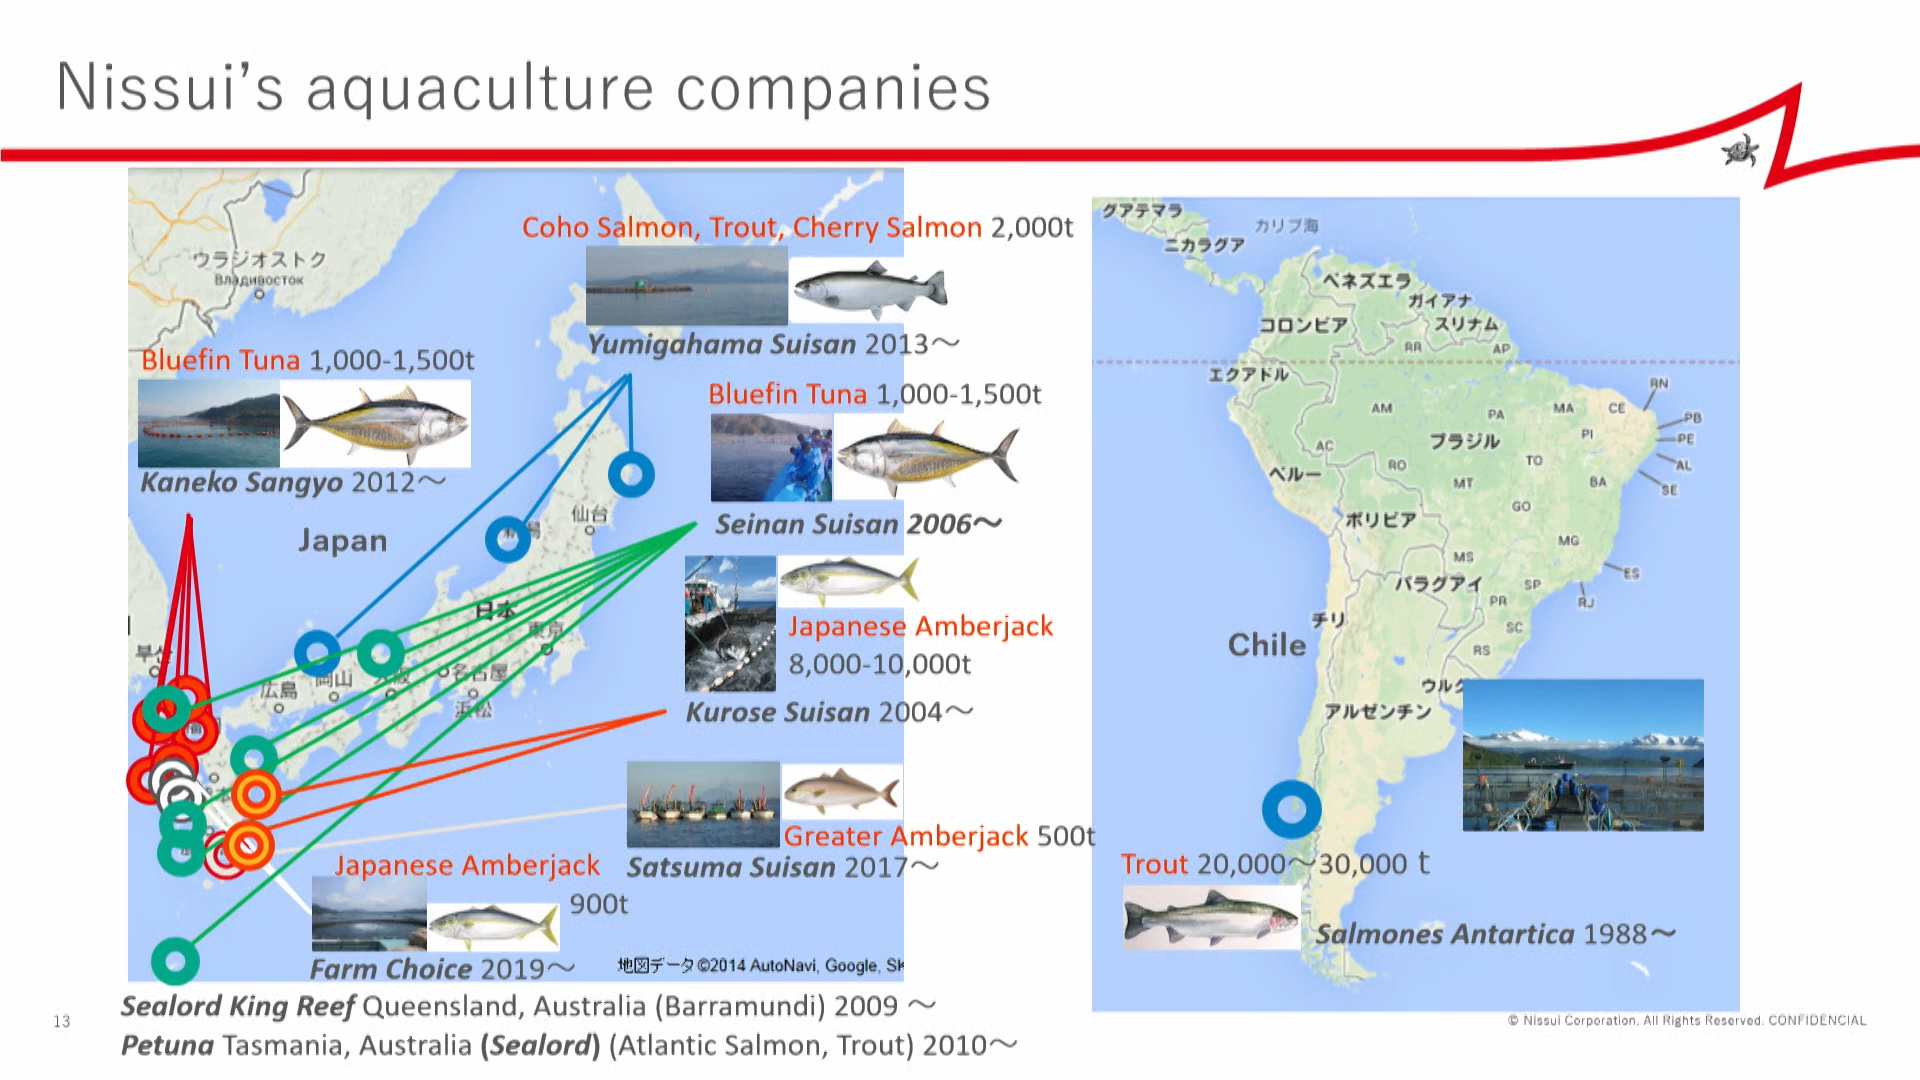 Nissui’s aquaculture companies
ウラジオストク
Владивосток
Coho Salmon, Trout, Cherry Salmon 2,000t
Yumigahama Suisan 2013～
Bluefin Tuna 1,000-1,500t
Kaneko Sangyo 2012～
Bluefin Tuna 1,000-1,500t
Seinan Suisan 2006～
Japan
仙台
日本
東京
名古屋
浜松
岡山
広島
Japanese Amberjack
8,000-10,000t
Kurose Suisan 2004～
Greater Amberjack 500t
Satsuma Suisan 2017～
Japanese Amberjack
900t
Farm Choice 2019～
地図データ ©2014 AutoNavi, Google, SK
Sealord King Reef Queensland, Australia (Barramundi) 2009 ～
Petuna Tasmania, Australia (Sealord) (Atlantic Salmon, Trout) 2010～
グアテマラ
カリブ海
ニカラグア
ベネズエラ
ガイアナ
コロンビア
スリナム
RR
AP
エクアドル
RN
AM
PA
MA
CE
PB
PI
PE
ブラジル
AC
TO
AL
RO
ペルー
MT
BA
SE
GO
ボリビア
MG
MS
ES
パラグアイ
SP
RJ
PR
チリ
SC
Chile
RS
ウルグ
アルゼンチン
Trout 20,000～30,000 t
Salmones Antartica 1988～
13
© Nissui Corporation. All Rights Reserved. CONFIDENCIAL